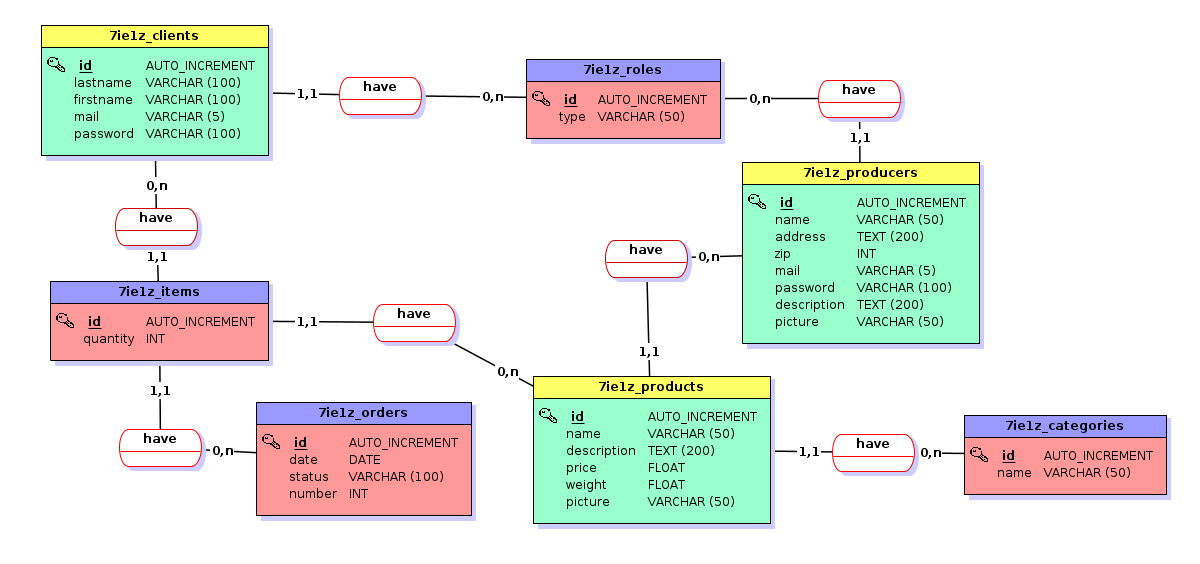 7ie1z_clients
id AUTO_INCREMENT
lastname VARCHAR (100)
firstname VARCHAR (100)
mail VARCHAR (5)
password VARCHAR (100)
1,1
have
0,n
7ie1z_roles
id AUTO_INCREMENT
type VARCHAR (50)
0,n
have
1,1
7ie1z_producers
id AUTO_INCREMENT
name VARCHAR (50)
address TEXT (200)
zip INT
mail VARCHAR (5)
password VARCHAR (100)
description TEXT (200)
picture VARCHAR (50)
0,n
have
1,1
0,n
have
1,1
7ie1z_items
id AUTO_INCREMENT
quantity INT
1,1
have
0,n
1,1
have
0,n
7ie1z_orders
id AUTO_INCREMENT
date DATE
status VARCHAR (100)
number INT
7ie1z_products
id AUTO_INCREMENT
name VARCHAR (50)
description TEXT (200)
price FLOAT
weight FLOAT
picture VARCHAR (50)
1,1
have
0,n
7ie1z_categories
id AUTO_INCREMENT
name VARCHAR (50)